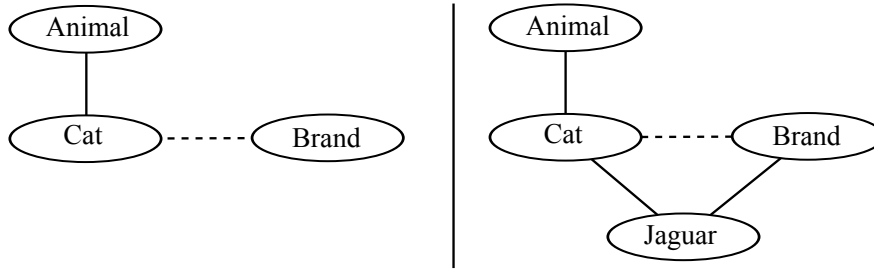 Animal
Cat
Brand
Animal
Cat
Brand
Jaguar